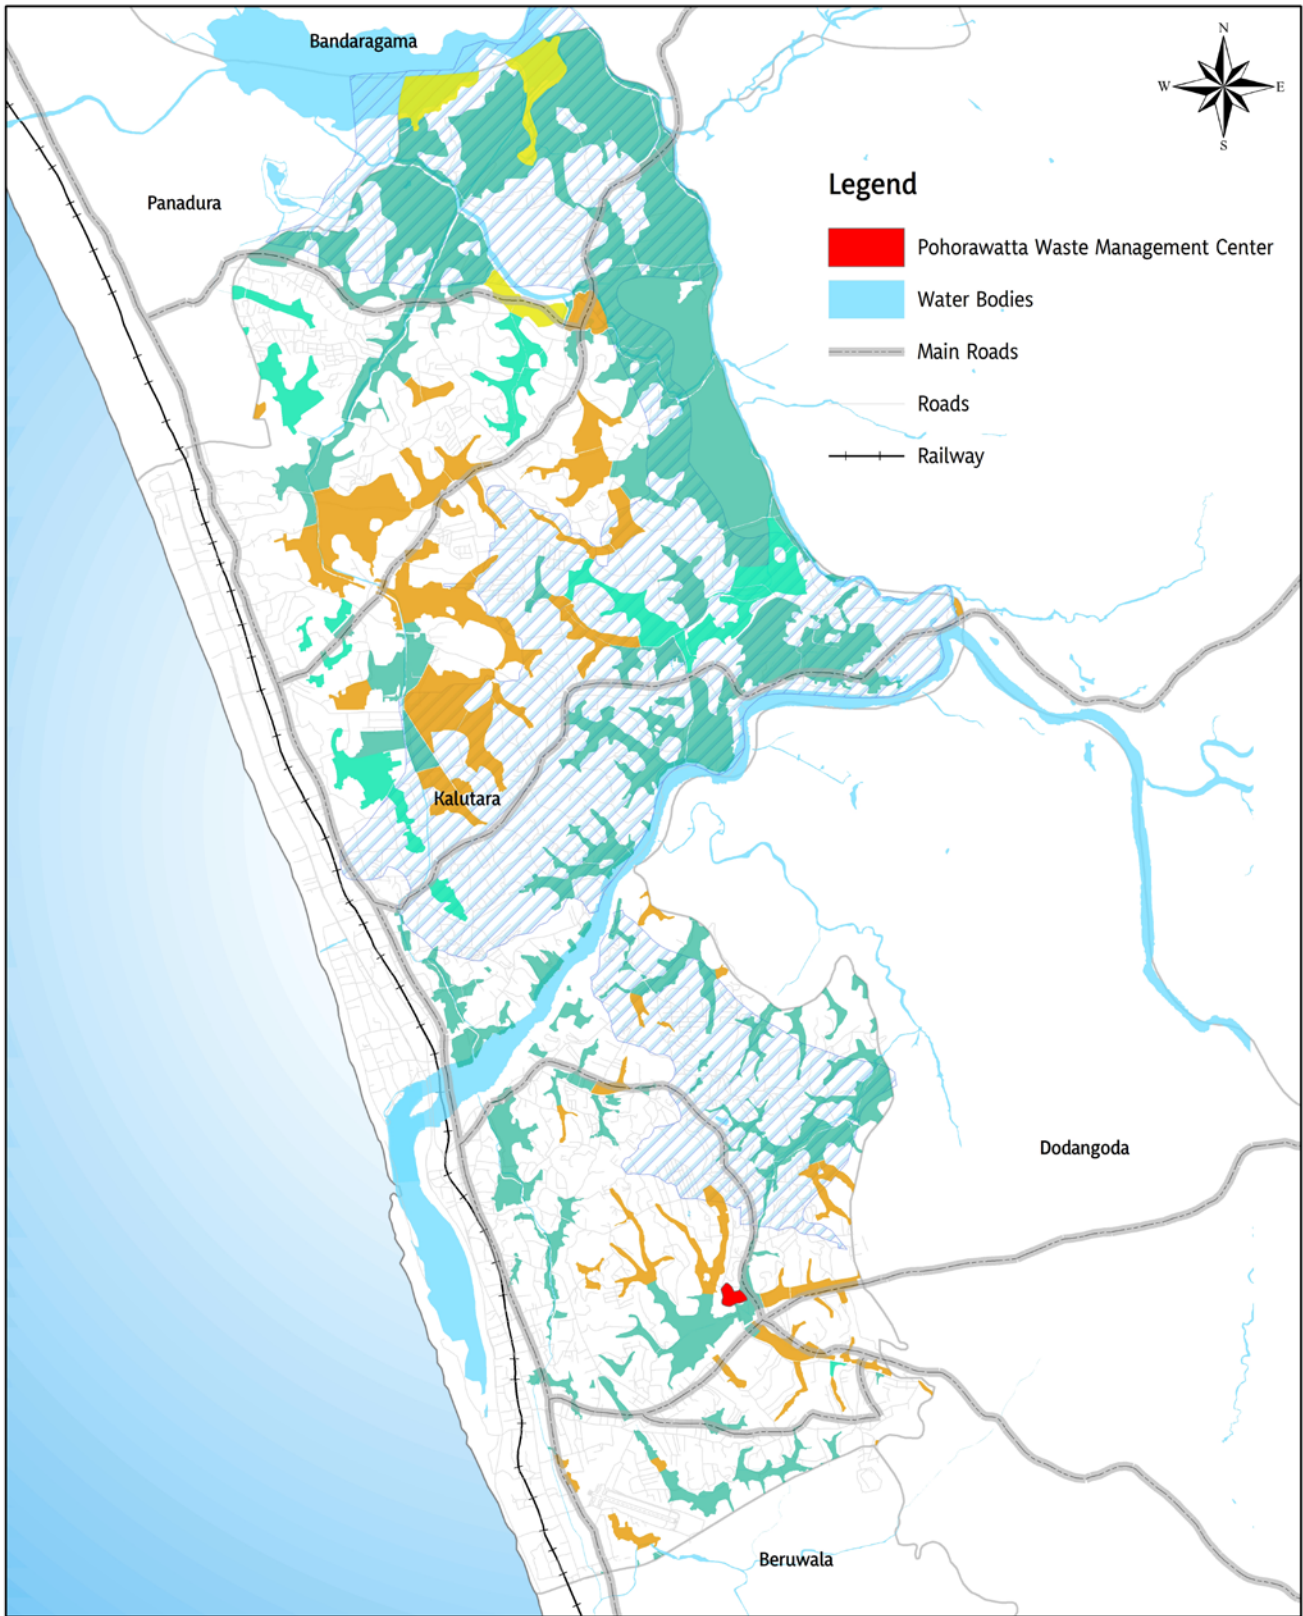 Bandaragama
N
W
E
S
Panadura
Legend
Pohorawatta Waste Management Center
Water Bodies
Main Roads
Roads
Railway
Kalutara
Dodangoda
Beruwala